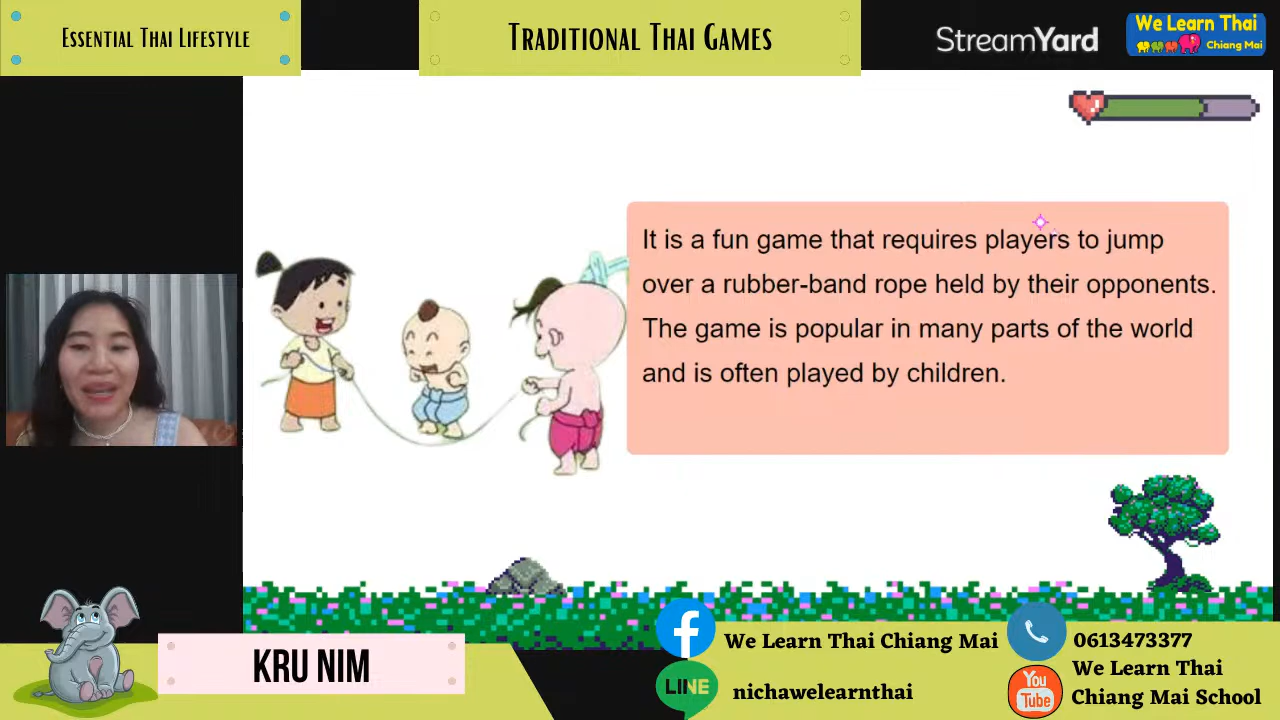 ESSENTIAL THAI LIFESTYLE
TRADITIONAL THAI GAMES
StreamYard
We Learn Thai
Chiang Mai
It is a fun game that requires players to jump
over a rubber-band rope held by their opponents.
The game is popular in many parts of the world
and is often played by children.
KRU NIM
We Learn Thai Chiang Mai
LINE
nichawelearnthai
0613473377
You
Tube
We Learn Thai
Chiang Mai School